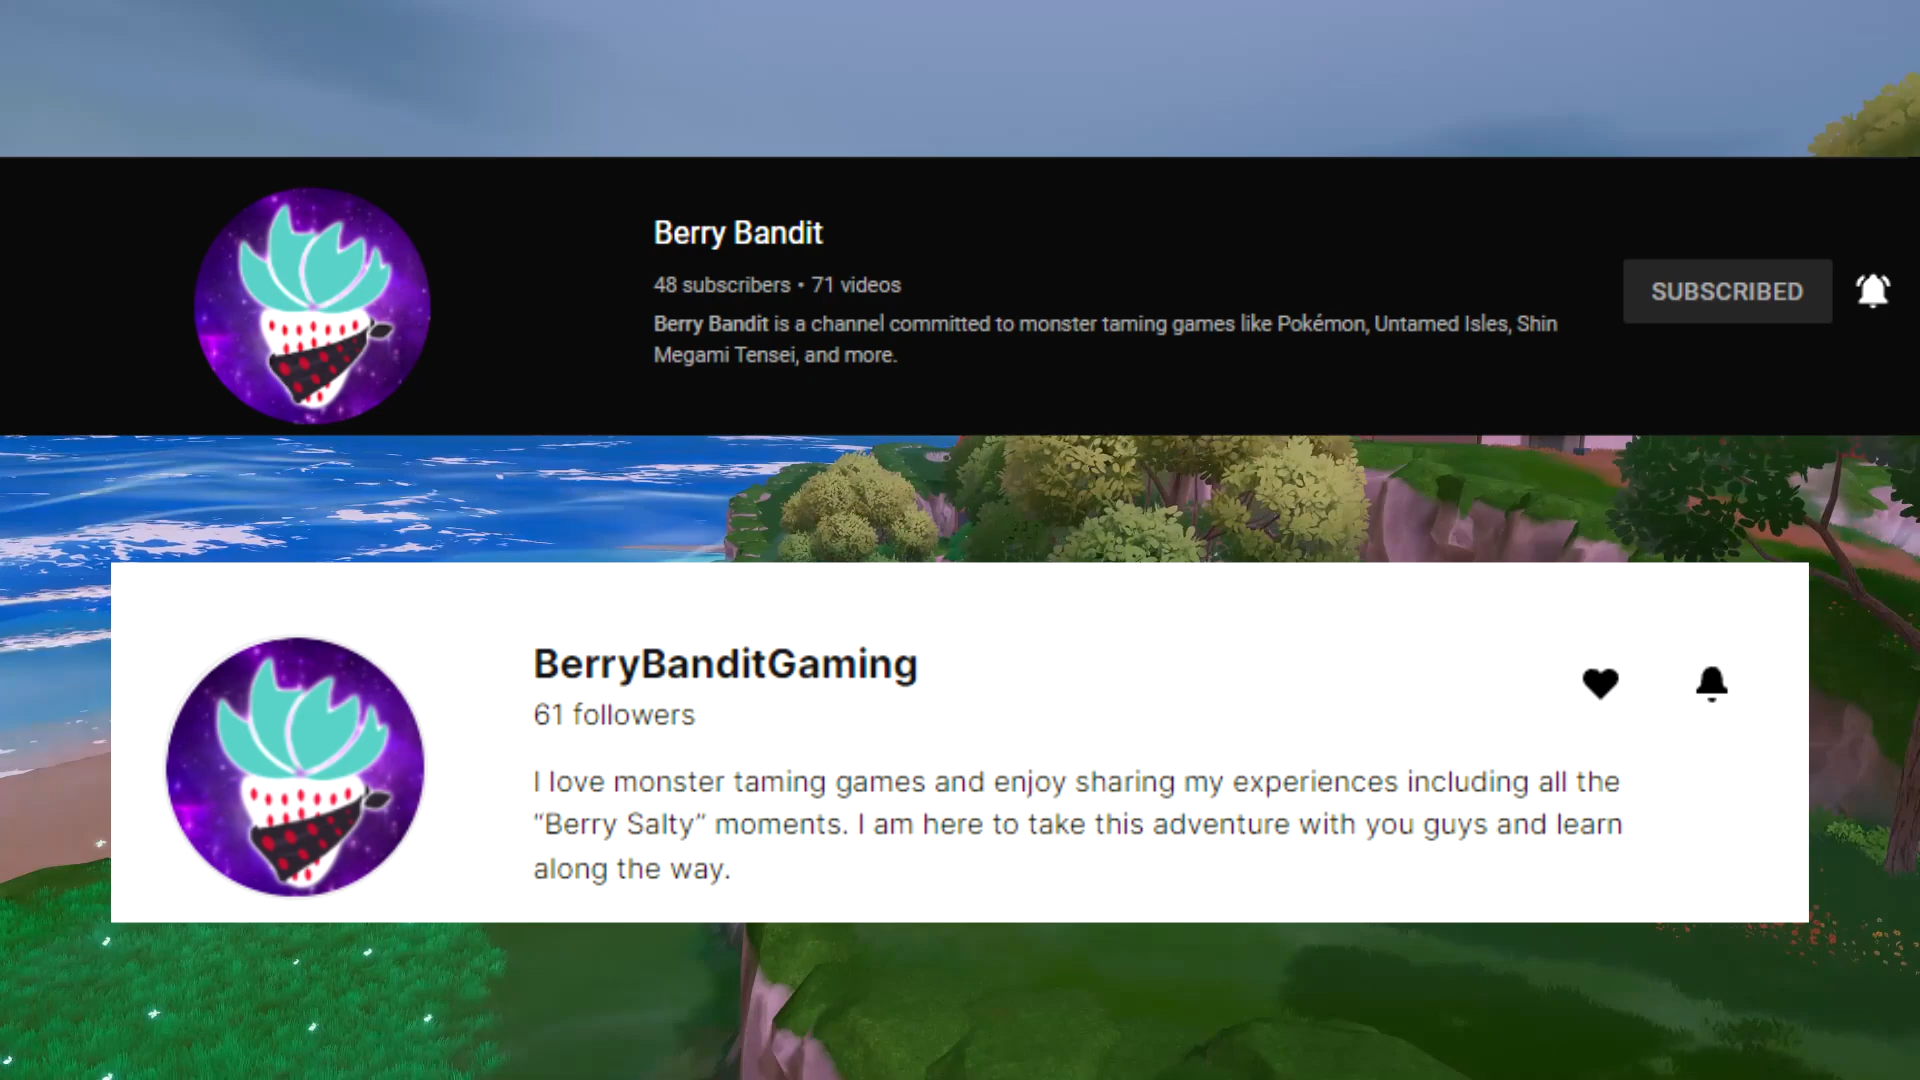 Berry Bandit
48 subscribers • 71 videos
Berry Bandit is a channel committed to monster taming games like Pokémon, Untamed Isles, Shin
Megami Tensei, and more.
SUBSCRIBED
BerryBanditGaming
61 followers
I love monster taming games and enjoy sharing my experiences including all the
“Berry Salty” moments. I am here to take this adventure with you guys and learn
along the way.